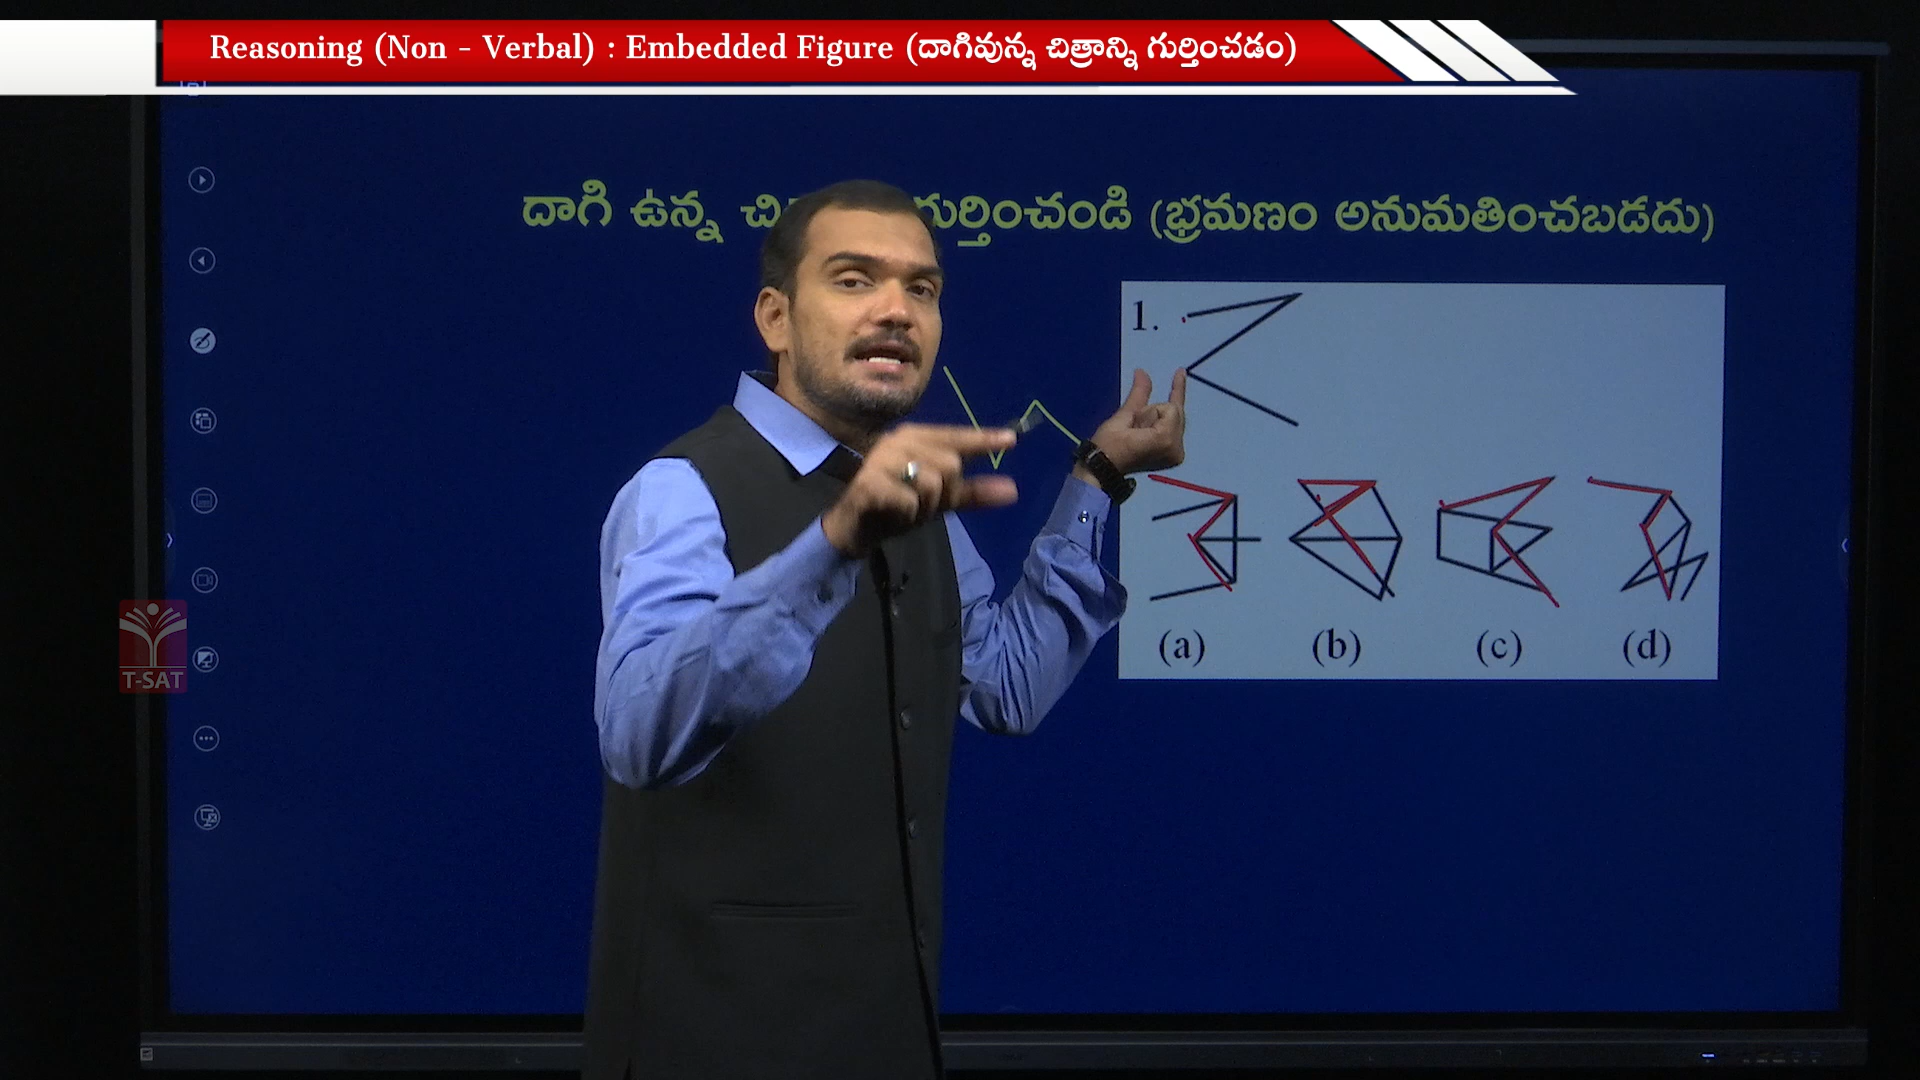 Reasoning (Non - Verbal) : Embedded Figure (దాగివున్న చిత్రాన్ని గుర్తించడం)
దాగి ఉన్న గుర్తించండి (భ్రమణం అనుమతించబడదు)
1.
(a) (b) (c) (d)
T-SAT